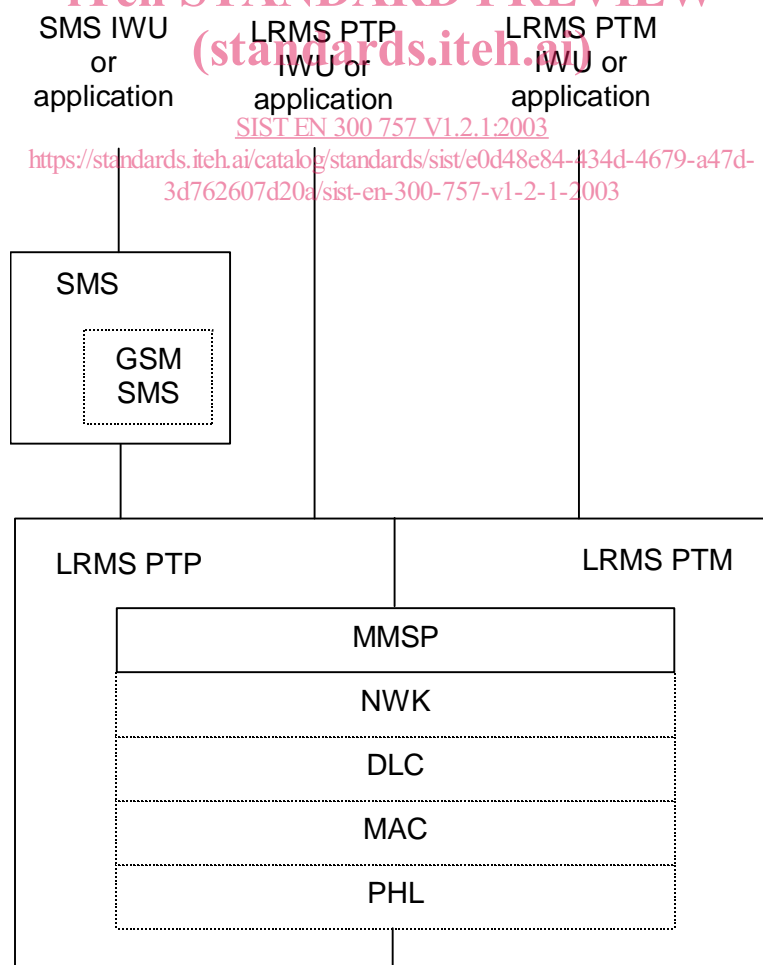 iTeh STANDARD PREVIEW
(standards.iteh.ai)
SMS IWU
or
application
LRMS PTP
IWU or
application
LRMS PTM
IWU or
application
SIST EN 300 757 V1.2.1:2003
https://standards.iteh.ai/catalog/standards/sist/e0d48e84-434d-4679-a47d-
3d762607d20a/sist-en-300-757-v1-2-1-2003
SMS
GSM
SMS
LRMS PTP
LRMS PTM
MMSP
NWK
DLC
MAC
PHL